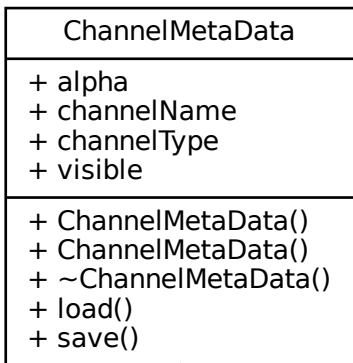 ChannelMetaData
+ alpha
+ channelName
+ channelType
+ visible
+ ChannelMetaData()
+ ChannelMetaData()
+ ~ChannelMetaData()
+ load()
+ save()